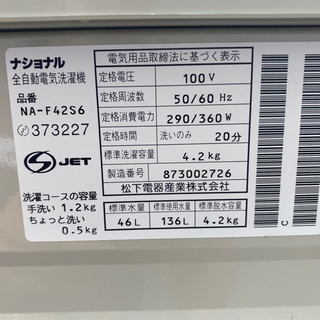 ナショナル
全自動電気洗濯機
品番
NA-F42S6
373227
JET
洗濯コースの容量
手洗い 1.2kg
ちょっと洗い
0.5kg
電気用品取締法に基づく表示
定格電圧 100V
定格周波数 50/60 Hz
定格消費電力 290/360 W
定格時間 洗いのみ 20分
標準洗濯容量 4.2kg
製造番号 873002726
松下電器産業株式会社
標準水量 標準使用水量 標準脱水容量
46L 136L 4.2kg
C